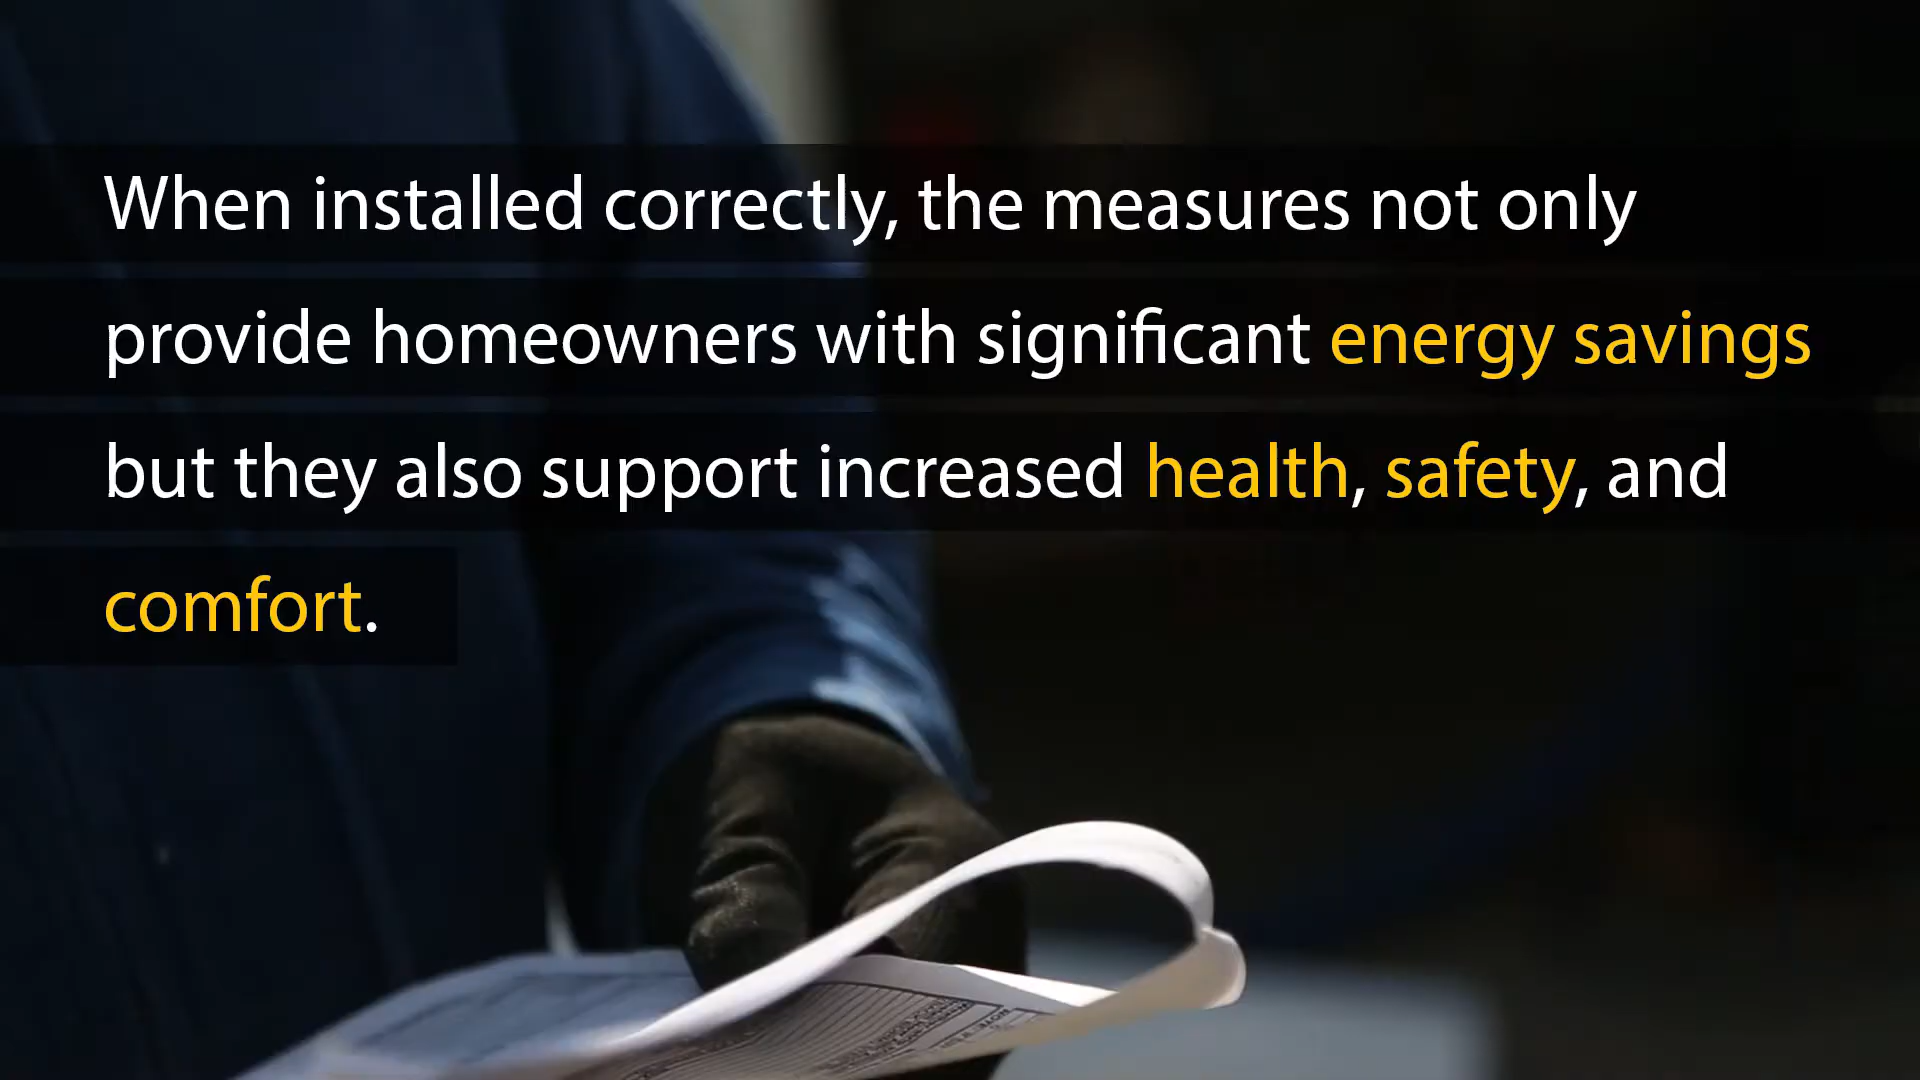 When installed correctly, the measures not only
provide homeowners with significant energy savings
but they also support increased health, safety, and
comfort.